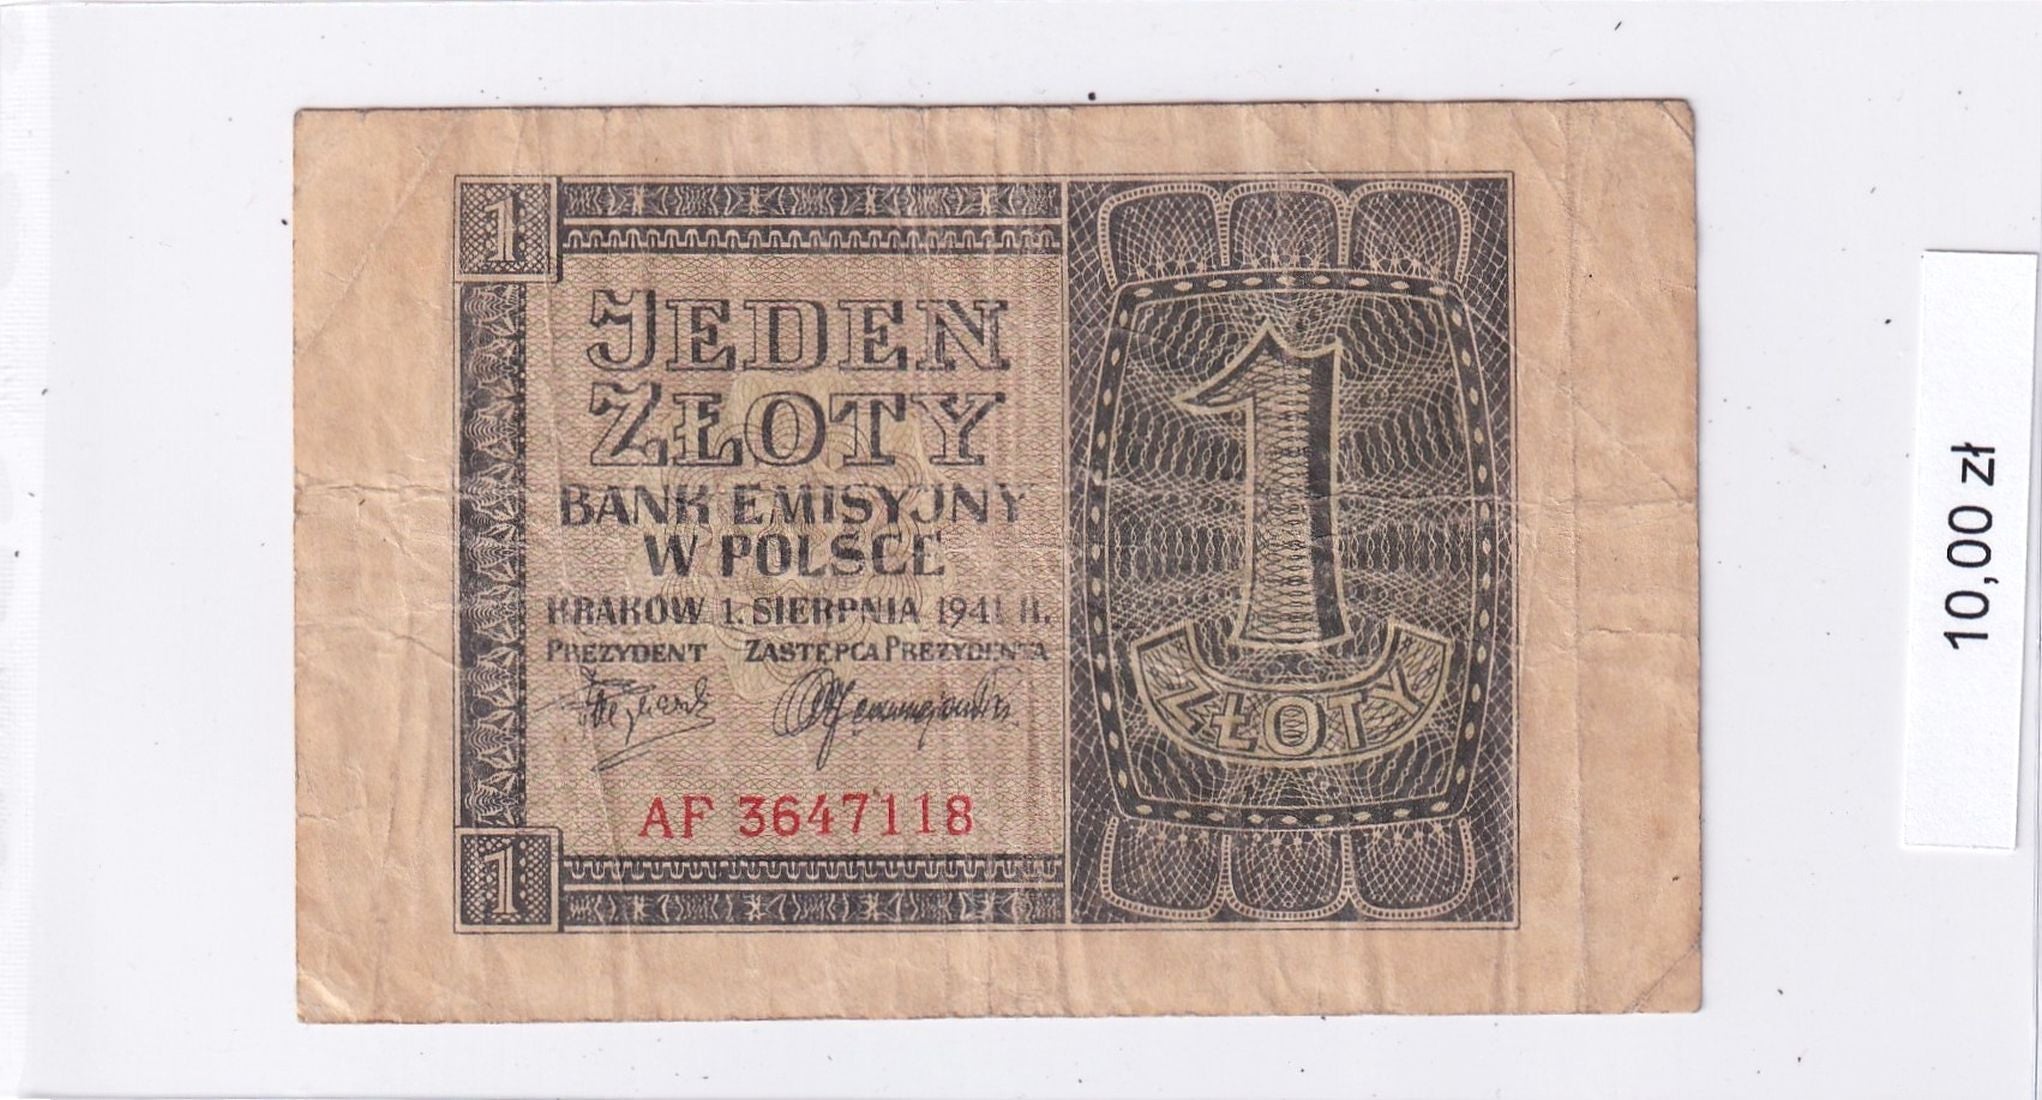 1
JEDEN
ZŁOTY
BANK EMISYJNY
W POLSCE
KRAKÓW 1. SIERPNIA 1941 R.
PREZYDENT ZASTĘPCA PREZYDENTA
AF 3647118
1
1
ZŁOTY
10,00 zł